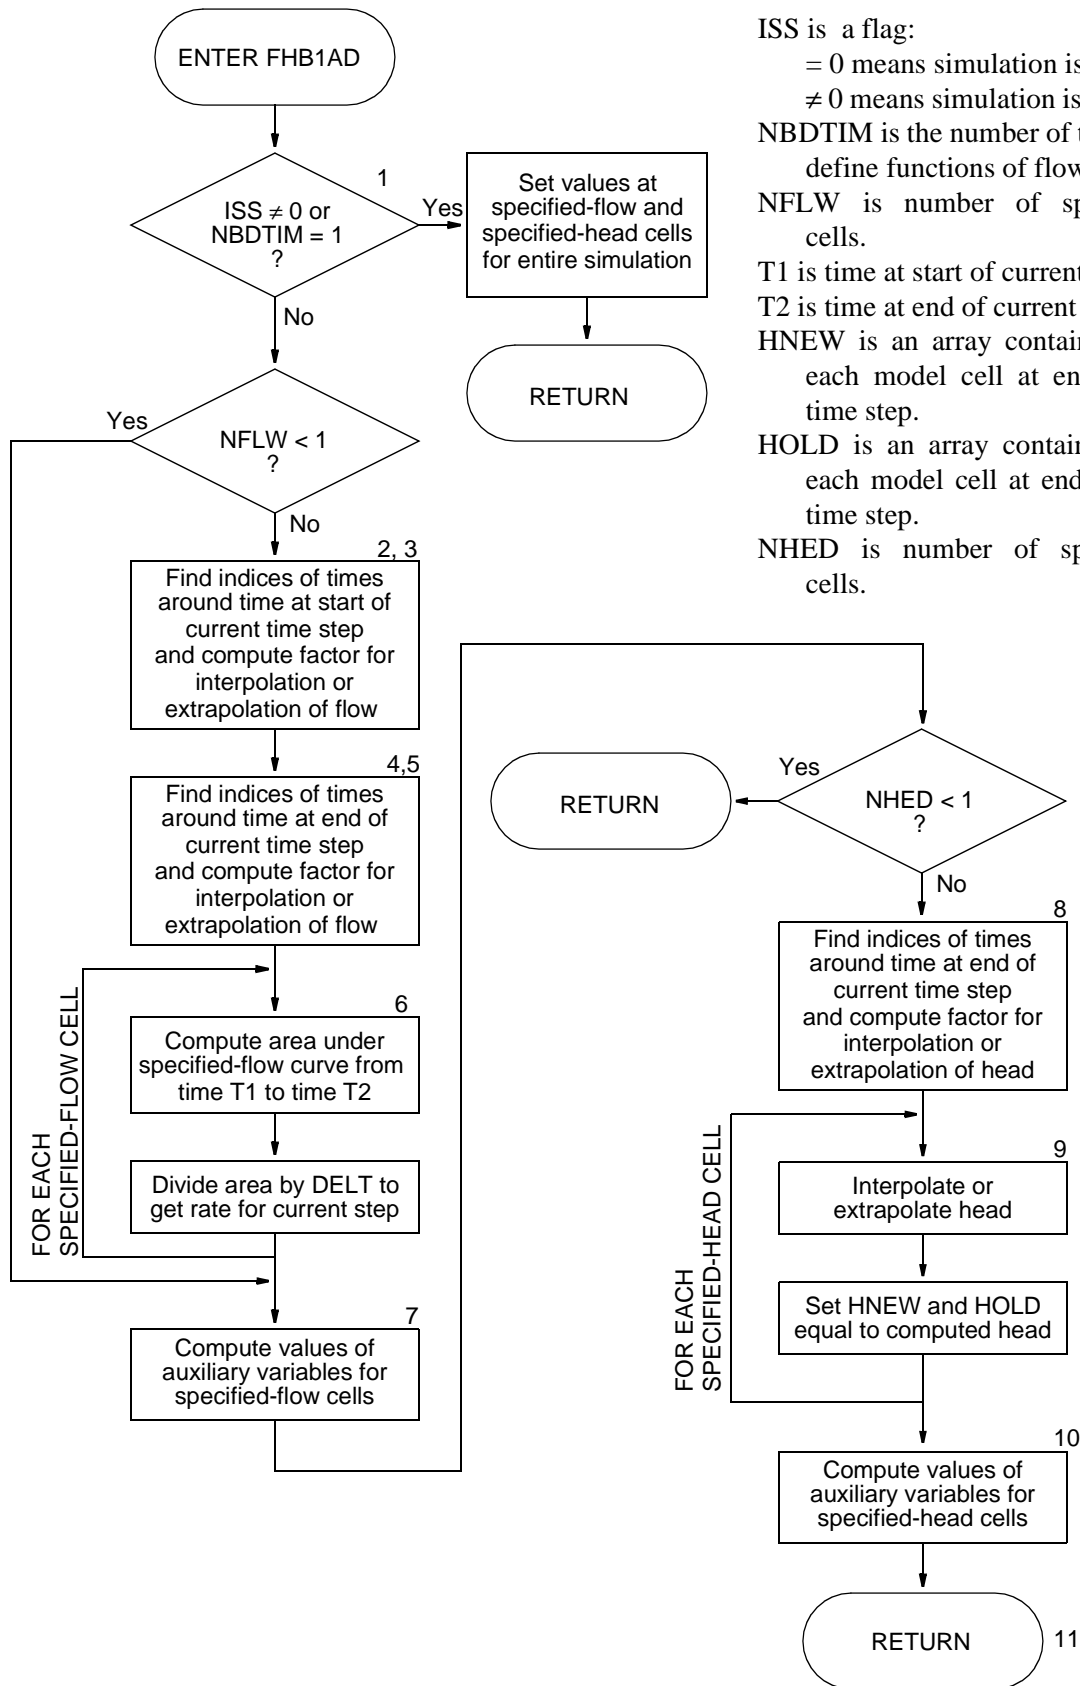 ENTER FHB1AD
1
ISS ≠ 0 or
NBDTIM = 1
?
Yes
No
Set values at
specified-flow and
specified-head cells
for entire simulation
RETURN
Yes
NFLW < 1
?
No
2, 3
Find indices of times
around time at start of
current time step
and compute factor for
interpolation or
extrapolation of flow
4,5
Find indices of times
around time at end of
current time step
and compute factor for
interpolation or
extrapolation of flow
FOR EACH
SPECIFIED-FLOW CELL
6
Compute area under
specified-flow curve from
time T1 to time T2
Divide area by DELT to
get rate for current step
7
Compute values of
auxiliary variables for
specified-flow cells
ISS is a flag:
= 0 means simulation is
≠ 0 means simulation is
NBDTIM is the number of
define functions of flow
NFLW is number of
cells.
T1 is time at start of current
T2 is time at end of current
HNEW is an array
each model cell at
time step.
HOLD is an array
each model cell at end
time step.
NHED is number of
cells.
Yes
NHED < 1
?
RETURN
No
8
Find indices of times
around time at end of
current time step
and compute factor for
interpolation or
extrapolation of head
FOR EACH
SPECIFIED-HEAD CELL
9
Interpolate or
extrapolate head
Set HNEW and HOLD
equal to computed head
10
Compute values of
auxiliary variables for
specified-head cells
RETURN
11